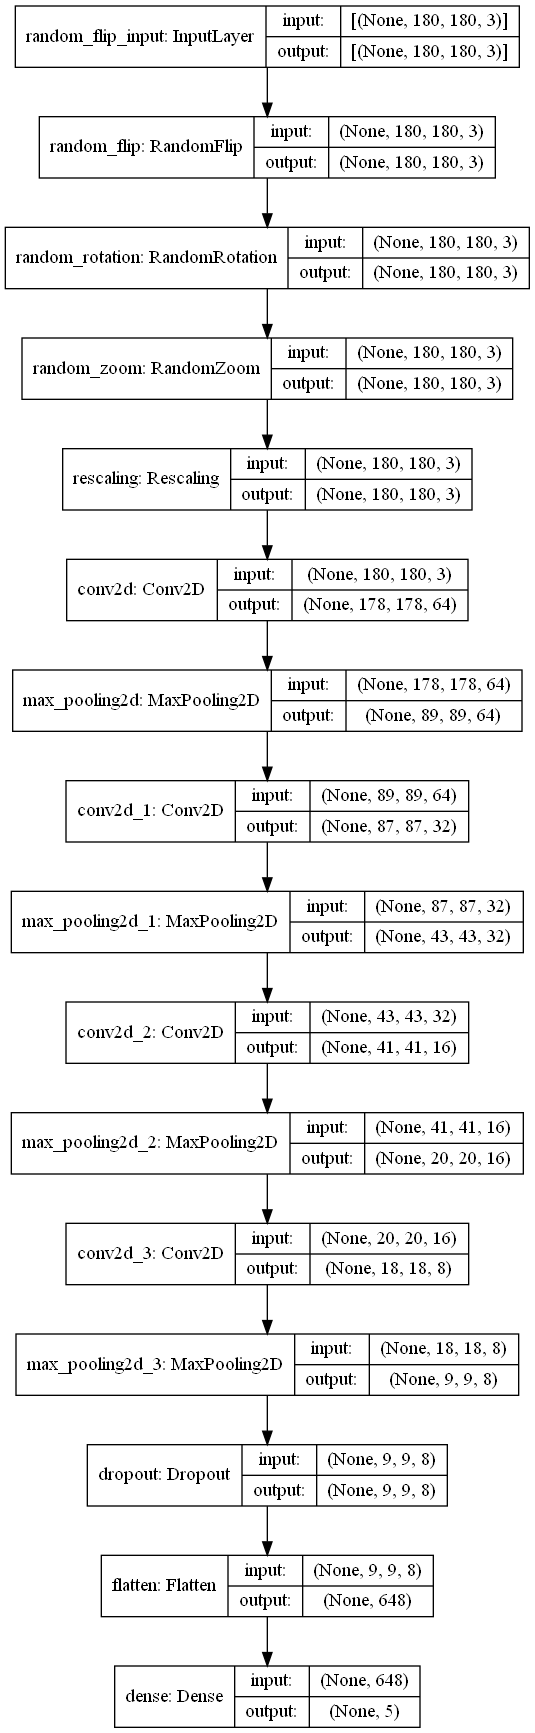 random_flip_input: InputLayer
input: [(None, 180, 180, 3)]
output: [(None, 180, 180, 3)]
random_flip: RandomFlip
input: (None, 180, 180, 3)
output: (None, 180, 180, 3)
random_rotation: RandomRotation
input: (None, 180, 180, 3)
output: (None, 180, 180, 3)
random_zoom: RandomZoom
input: (None, 180, 180, 3)
output: (None, 180, 180, 3)
rescaling: Rescaling
input: (None, 180, 180, 3)
output: (None, 180, 180, 3)
conv2d: Conv2D
input: (None, 180, 180, 3)
output: (None, 178, 178, 64)
max_pooling2d: MaxPooling2D
input: (None, 178, 178, 64)
output: (None, 89, 89, 64)
conv2d_1: Conv2D
input: (None, 89, 89, 64)
output: (None, 87, 87, 32)
max_pooling2d_1: MaxPooling2D
input: (None, 87, 87, 32)
output: (None, 43, 43, 32)
conv2d_2: Conv2D
input: (None, 43, 43, 32)
output: (None, 41, 41, 16)
max_pooling2d_2: MaxPooling2D
input: (None, 41, 41, 16)
output: (None, 20, 20, 16)
conv2d_3: Conv2D
input: (None, 20, 20, 16)
output: (None, 18, 18, 8)
max_pooling2d_3: MaxPooling2D
input: (None, 18, 18, 8)
output: (None, 9, 9, 8)
dropout: Dropout
input: (None, 9, 9, 8)
output: (None, 9, 9, 8)
flatten: Flatten
input: (None, 9, 9, 8)
output: (None, 648)
dense: Dense
input: (None, 648)
output: (None, 5)